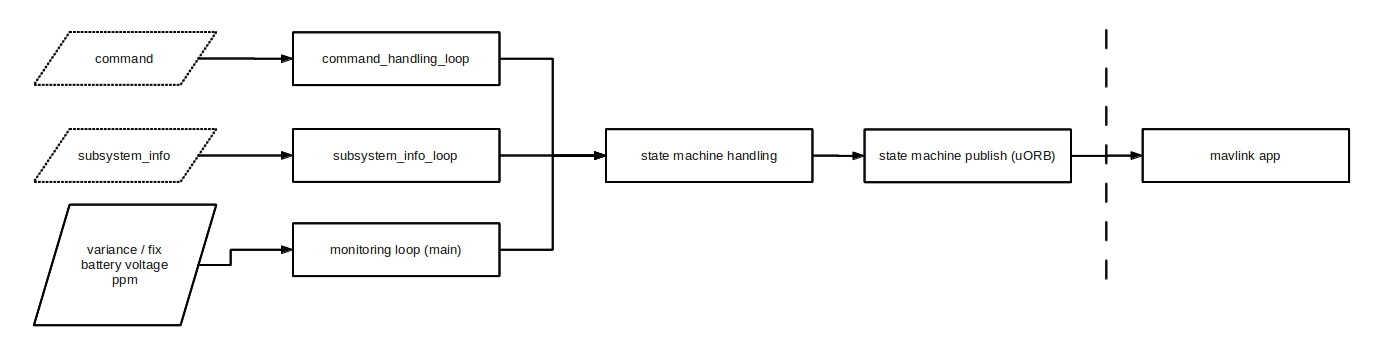 command
command_handling_loop
subsystem_info
subsystem_info_loop
state machine handling
state machine publish (uORB)
mavlink app
variance / fix
battery voltage
ppm
monitoring loop (main)